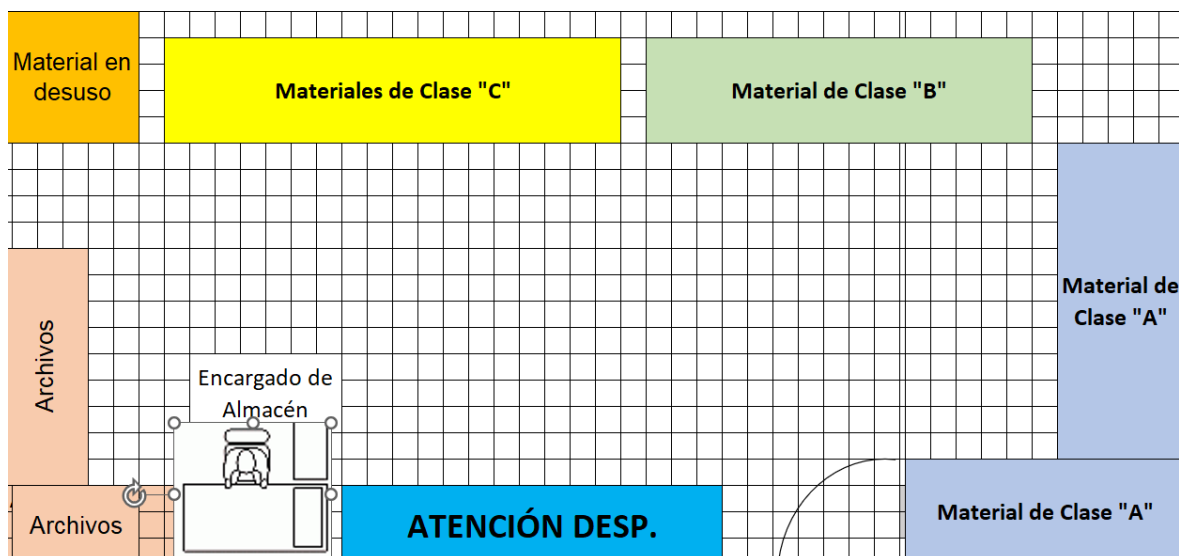 Material en
desuso
Materiales de Clase "C"
Material de Clase "B"
Material de
Clase "A"
Archivos
Encargado de
Almacén
Archivos
ATENCIÓN DESP.
Material de Clase "A"